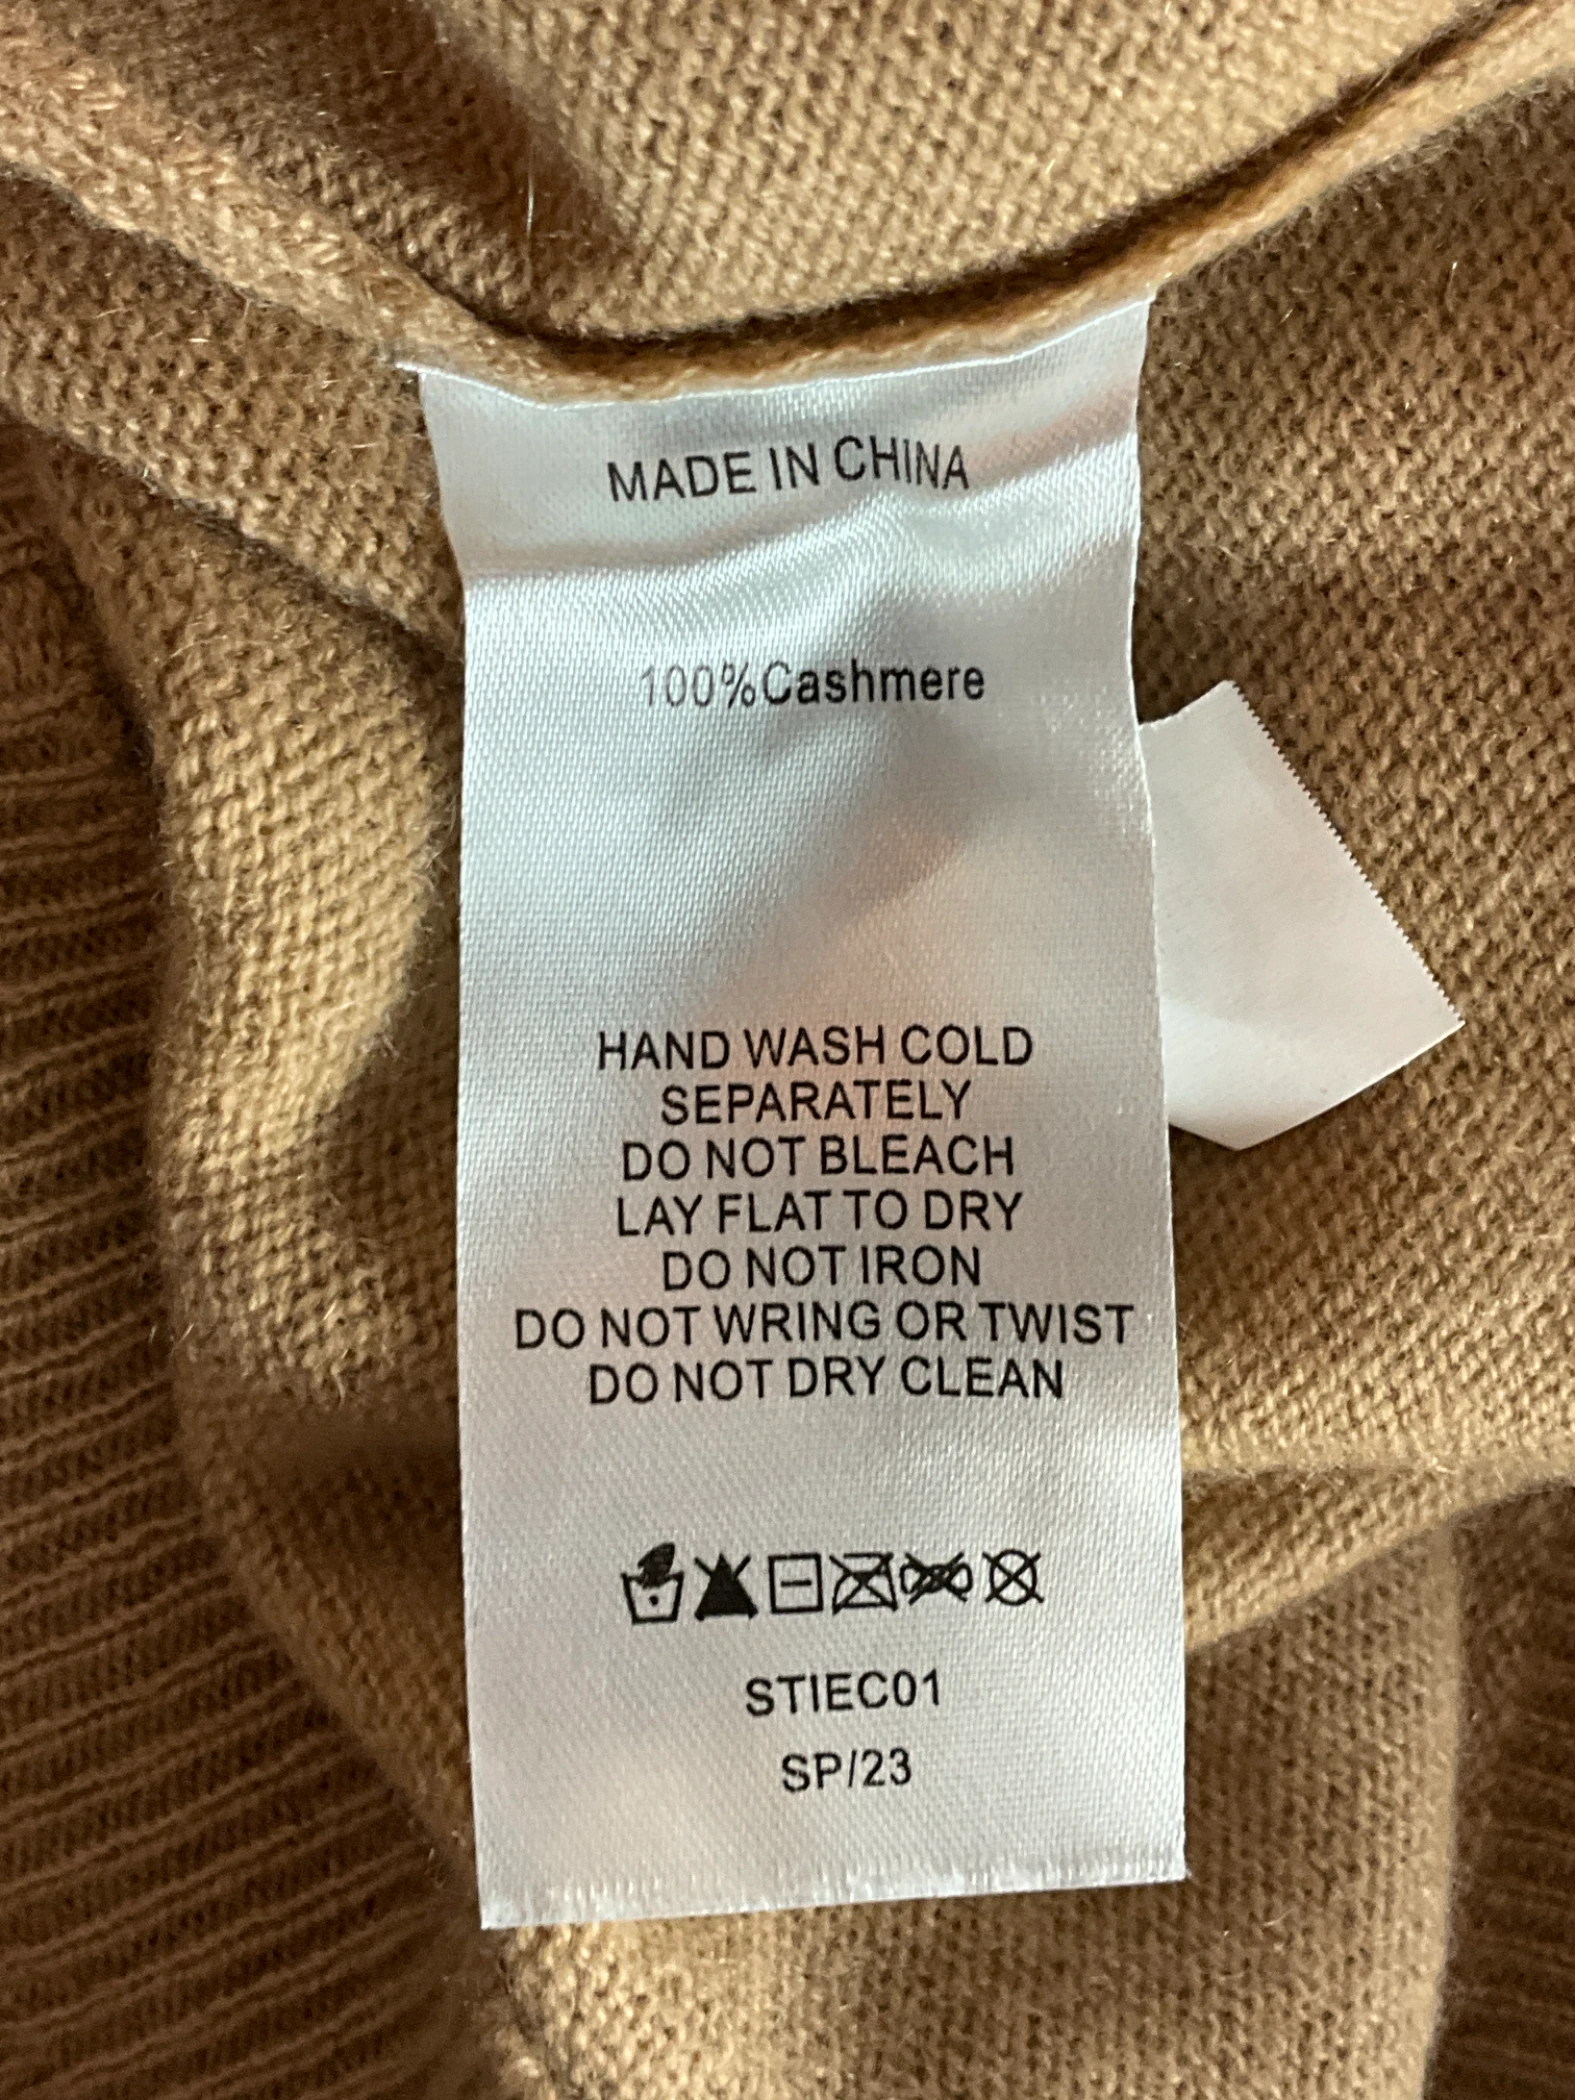 MADE IN CHINA
100%Cashmere
HAND WASH COLD
SEPARATELY
DO NOT BLEACH
LAY FLAT TO DRY
DO NOT IRON
DO NOT WRING OR TWIST
DO NOT DRY CLEAN
STIEC01
SP/23